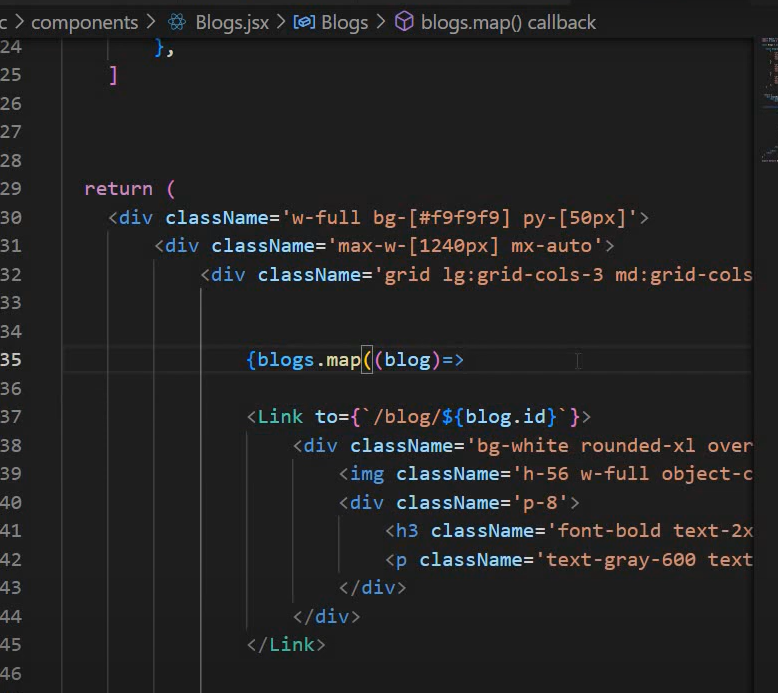 c > components > Blogs.jsx > Blogs > blogs.map() callback
24 },
25 ]
26
27
28
29 return (
30 <div className='w-full bg-[#f9f9f9] py-[50px]'>
31 <div className='max-w-[1240px] mx-auto'>
32 <div className='grid lg:grid-cols-3 md:grid-cols
33
34
35 {blogs.map((blog)=>
36
37 <Link to={`/blog/${blog.id}`}>
38 <div className='bg-white rounded-xl over
39 <img className='h-56 w-full object-c
40 <div className='p-8'>
41 <h3 className='font-bold text-2x
42 <p className='text-gray-600 text
43 </div>
44 </div>
45 </Link>
46